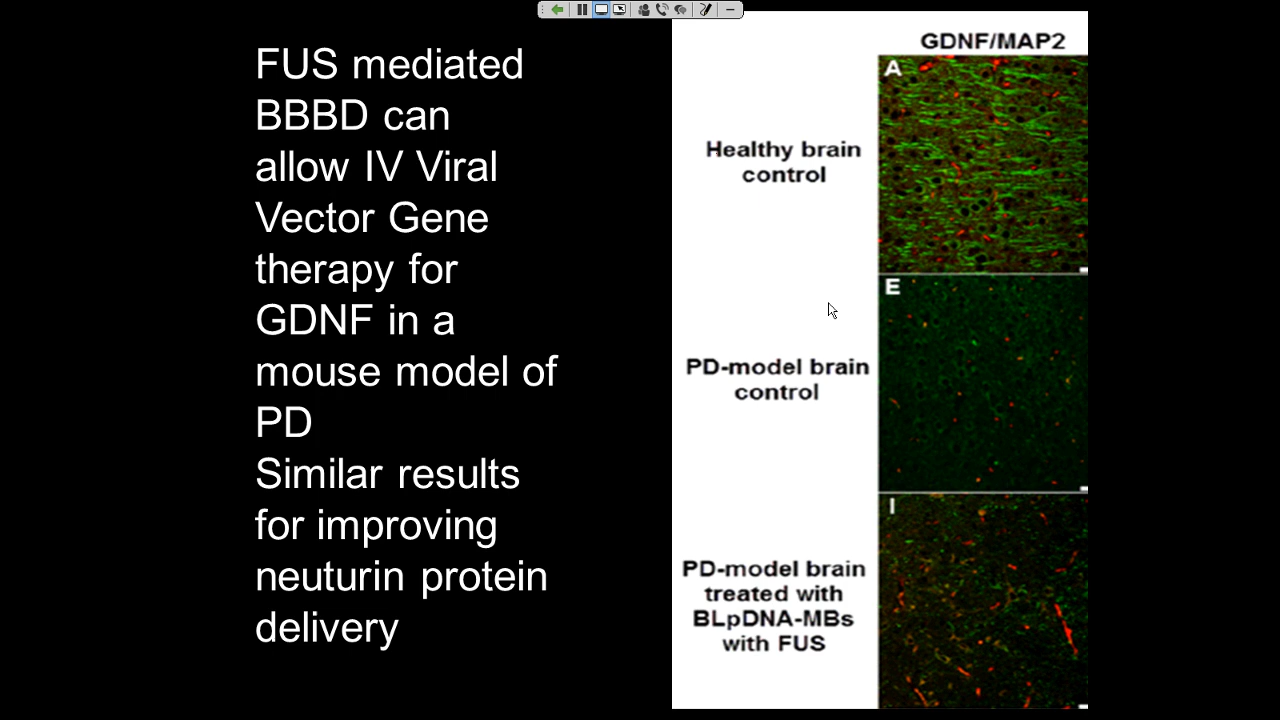 FUS mediated
BBBD can
allow IV Viral
Vector Gene
therapy for
GDNF in a
mouse model of
PD
Similar results
for improving
neuturin protein
delivery
GDNF/MAP2
A
Healthy brain
control
E
PD-model brain
control
I
PD-model brain
treated with
BLpDNA-MBs
with FUS